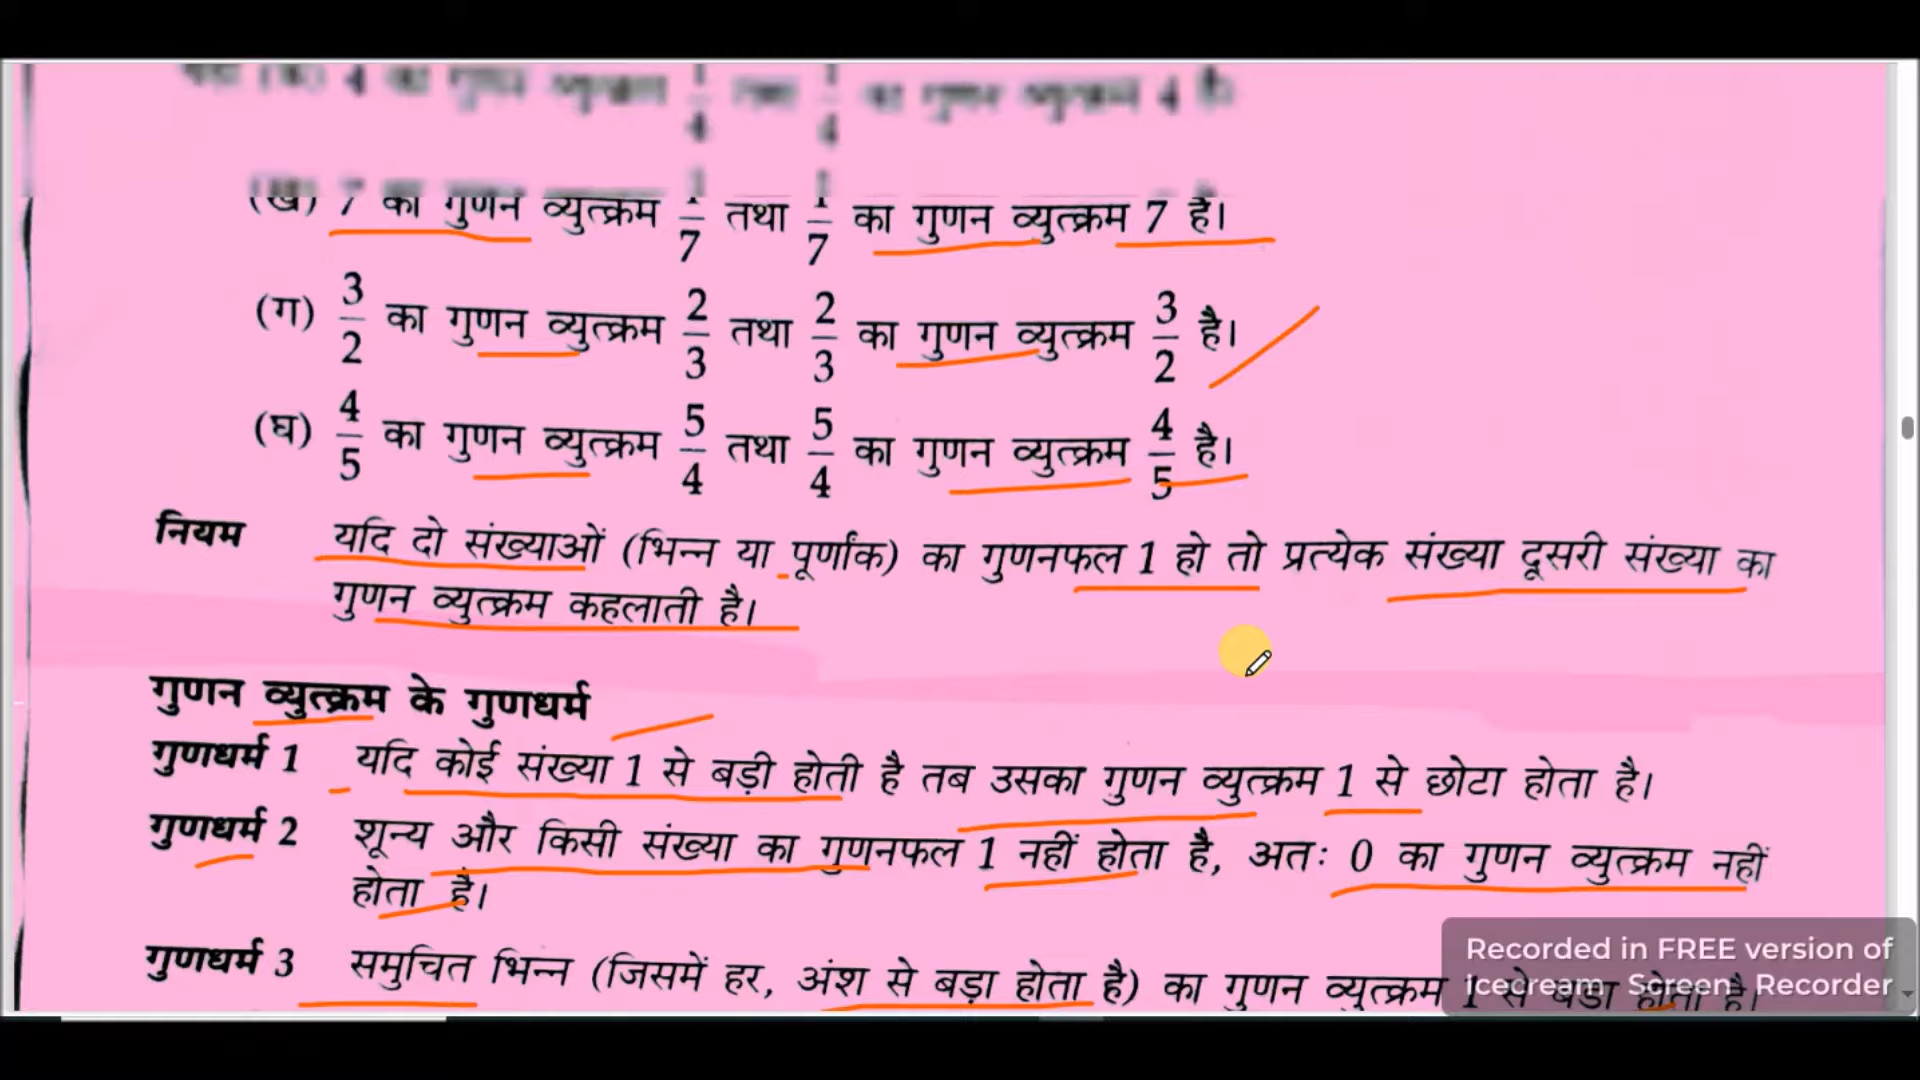 (ख) 7 का गुणन व्युत्क्रम 1/7 तथा 1/7 का गुणन व्युत्क्रम 7 है।
(ग) 3/2 का गुणन व्युत्क्रम 2/3 तथा 2/3 का गुणन व्युत्क्रम 3/2 है।
(घ) 4/5 का गुणन व्युत्क्रम 5/4 तथा 5/4 का गुणन व्युत्क्रम 4/5 है।
नियम यदि दो संख्याओं (भिन्न या पूर्णांक) का गुणनफल 1 हो तो प्रत्येक संख्या दूसरी संख्या का
गुणन व्युत्क्रम कहलाती है।
गुणन व्युत्क्रम के गुणधर्म
गुणधर्म 1 यदि कोई संख्या 1 से बड़ी होती है तब उसका गुणन व्युत्क्रम 1 से छोटा होता है।
गुणधर्म 2 शून्य और किसी संख्या का गुणनफल 1 नहीं होता है, अतः 0 का गुणन व्युत्क्रम नहीं
होता है।
गुणधर्म 3 समुचित भिन्न (जिसमें हर, अंश से बड़ा होता है) का गुणन व्युत्क्रम 1 से बड़ा होता है।
Recorded in FREE version of
Icecream Screen Recorder